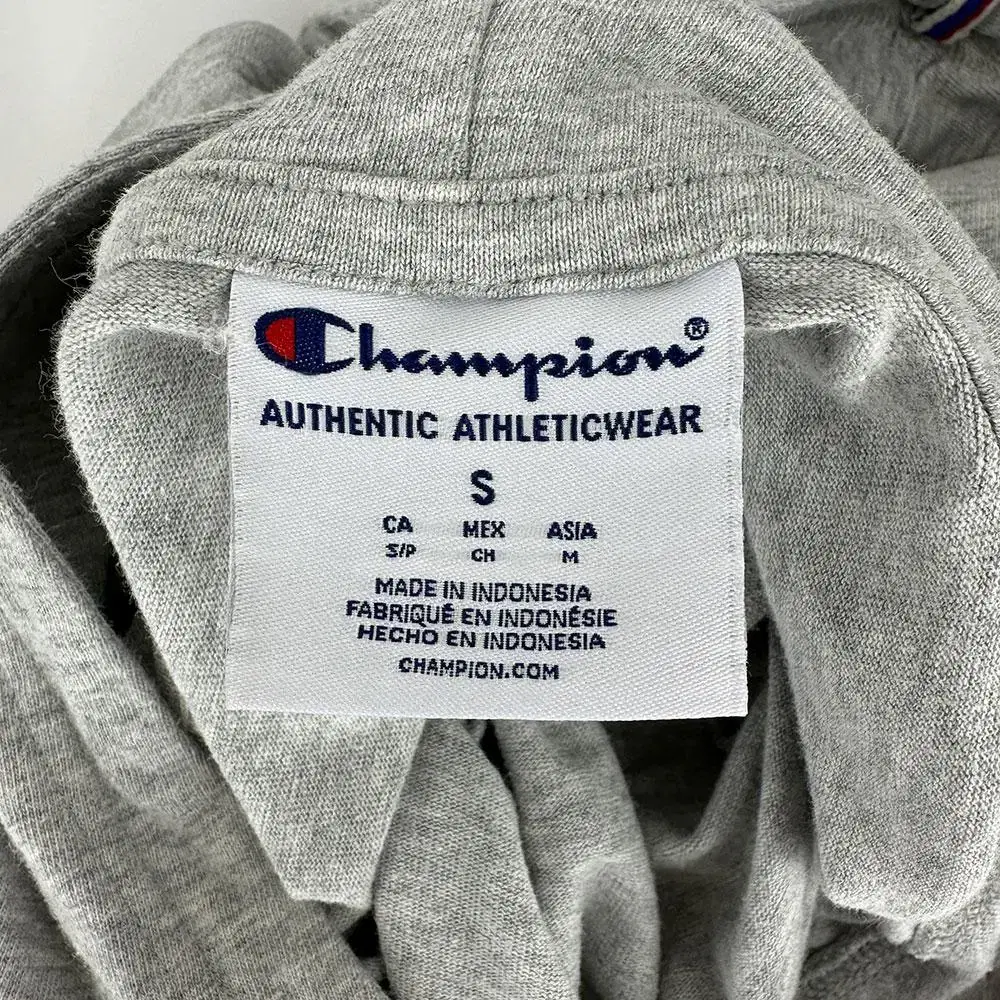 Champion®
AUTHENTIC ATHLETICWEAR
S
CA MEX ASIA
S/P CH M
MADE IN INDONESIA
FABRIQUÉ EN INDONÉSIE
HECHO EN INDONESIA
CHAMPION.COM